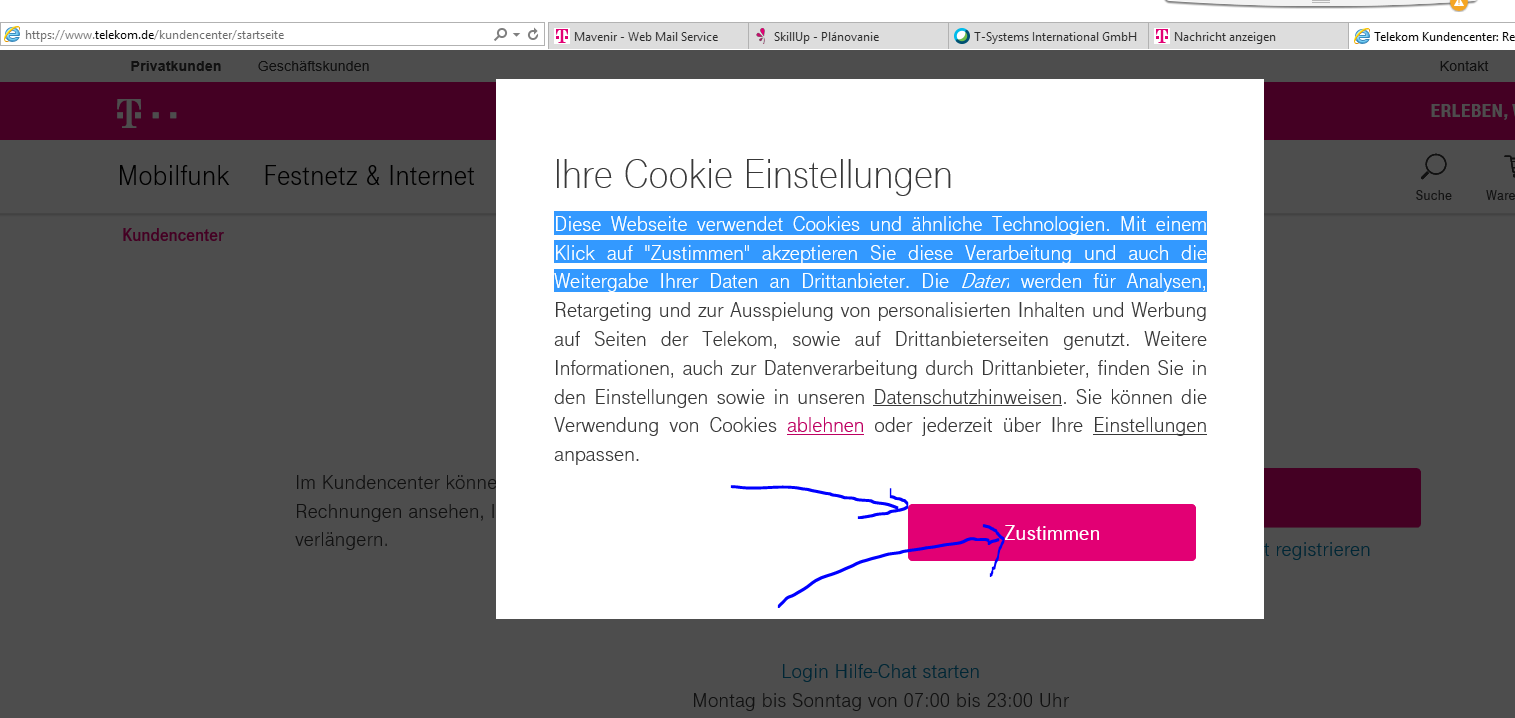 https://www.telekom.de/kundencenter/startseite
Mavenir - Web Mail Service
SkillUp - Plánovanie
T-Systems International GmbH
Nachricht anzeigen
Telekom Kundencenter: Re
Privatkunden Geschäftskunden
Kontakt
T
ERLEBEN,
Mobilfunk Festnetz & Internet
Suche
Ware
Kundencenter
Ihre Cookie Einstellungen
Diese Webseite verwendet Cookies und ähnliche Technologien. Mit einem
Klick auf "Zustimmen" akzeptieren Sie diese Verarbeitung und auch die
Weitergabe Ihrer Daten an Drittanbieter. Die Daten werden für Analysen,
Retargeting und zur Ausspielung von personalisierten Inhalten und Werbung
auf Seiten der Telekom, sowie auf Drittanbieterseiten genutzt. Weitere
Informationen, auch zur Datenverarbeitung durch Drittanbieter, finden Sie in
den Einstellungen sowie in unseren Datenschutzhinweisen. Sie können die
Verwendung von Cookies ablehnen oder jederzeit über Ihre Einstellungen
anpassen.
Zustimmen
Im Kundencenter könne
Rechnungen ansehen,
verlängern.
t registrieren
Login Hilfe-Chat starten
Montag bis Sonntag von 07:00 bis 23:00 Uhr